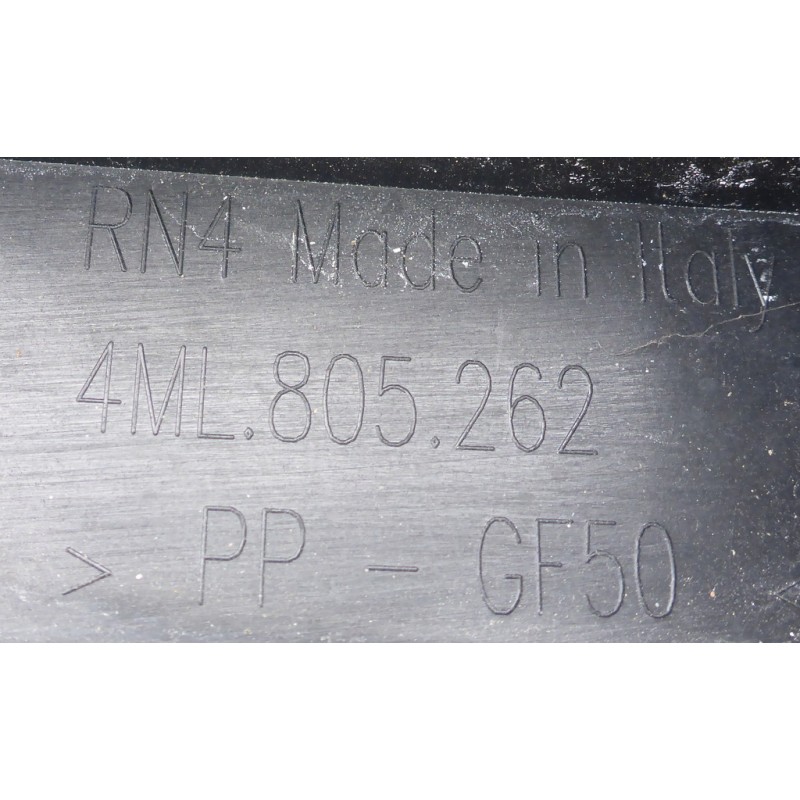 RN4 Made in Italy
4ML.805.262
> PP - GF50 <